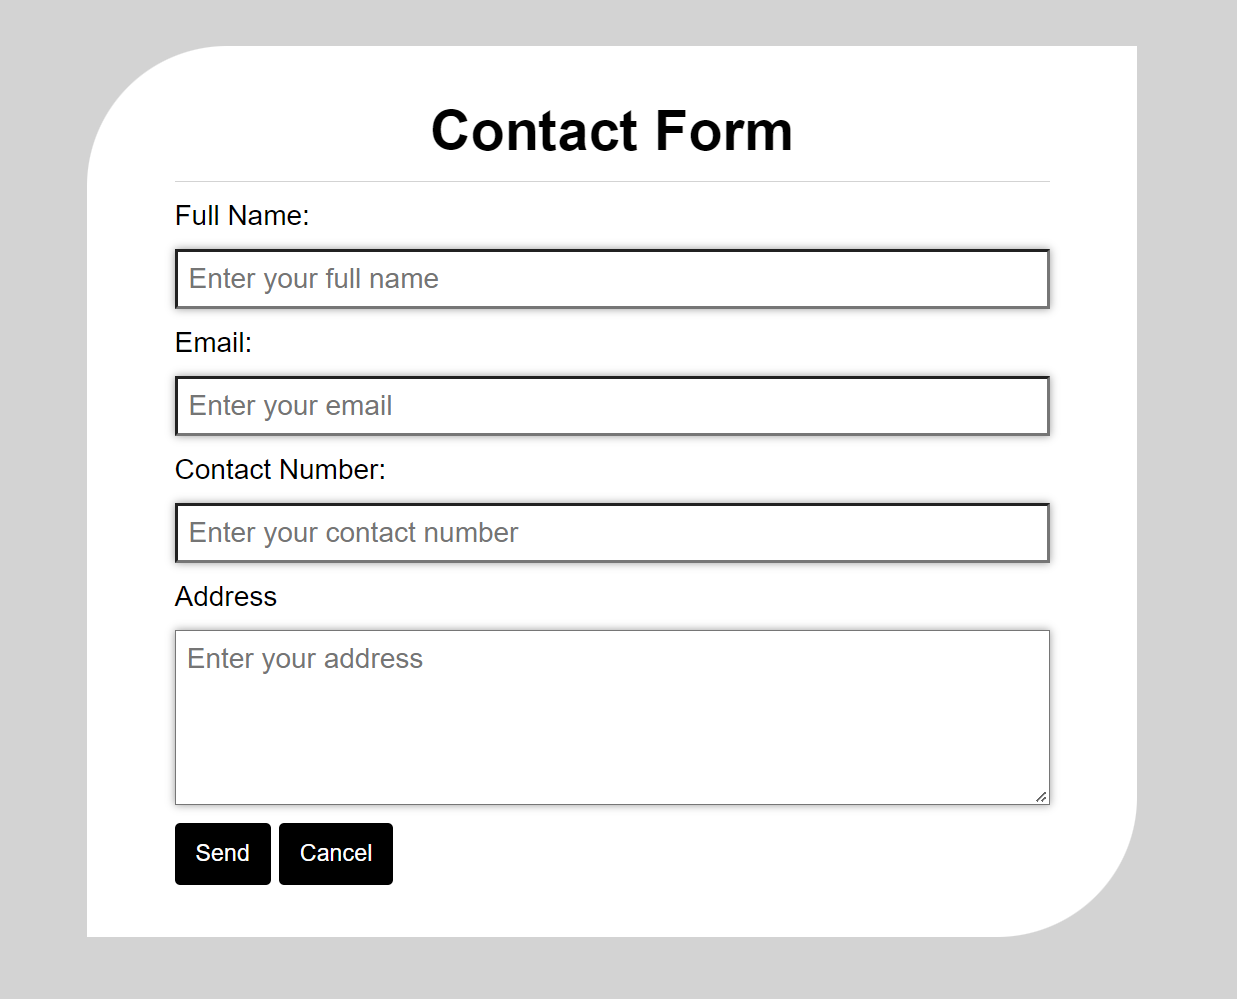 Contact Form
Full Name:
Enter your full name
Email:
Enter your email
Contact Number:
Enter your contact number
Address
Enter your address
Send Cancel